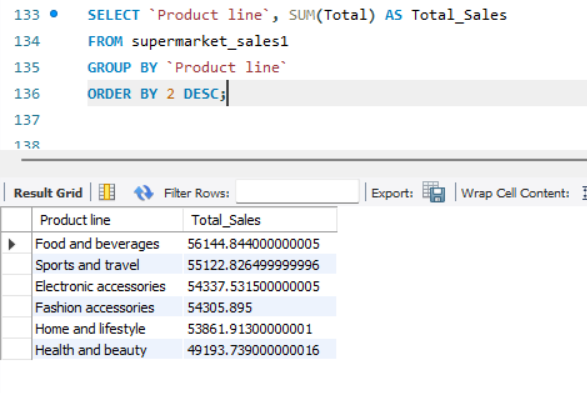 133 SELECT `Product line`, SUM(Total) AS Total_Sales
134 FROM supermarket_sales1
135 GROUP BY `Product line`
136 ORDER BY 2 DESC;
137
138
Result Grid Filter Rows: Export: Wrap Cell Content:
Product line Total_Sales
Food and beverages 56144.844000000005
Sports and travel 55122.826499999996
Electronic accessories 54337.531500000005
Fashion accessories 54305.895
Home and lifestyle 53861.91300000001
Health and beauty 49193.739000000016